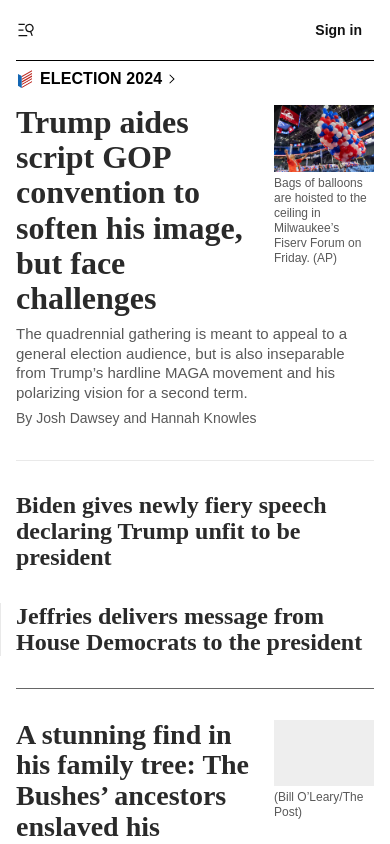 Sign in
ELECTION 2024
Trump aides
script GOP
convention to
soften his image,
but face
challenges
Bags of balloons
are hoisted to the
ceiling in
Milwaukee's
Fiserv Forum on
Friday. (AP)
The quadrennial gathering is meant to appeal to a
general election audience, but is also inseparable
from Trump's hardline MAGA movement and his
polarizing vision for a second term.
By Josh Dawsey and Hannah Knowles
Biden gives newly fiery speech
declaring Trump unfit to be
president
Jeffries delivers message from
House Democrats to the president
A stunning find in
his family tree: The
Bushes' ancestors
enslaved his
(Bill O'Leary/The
Post)